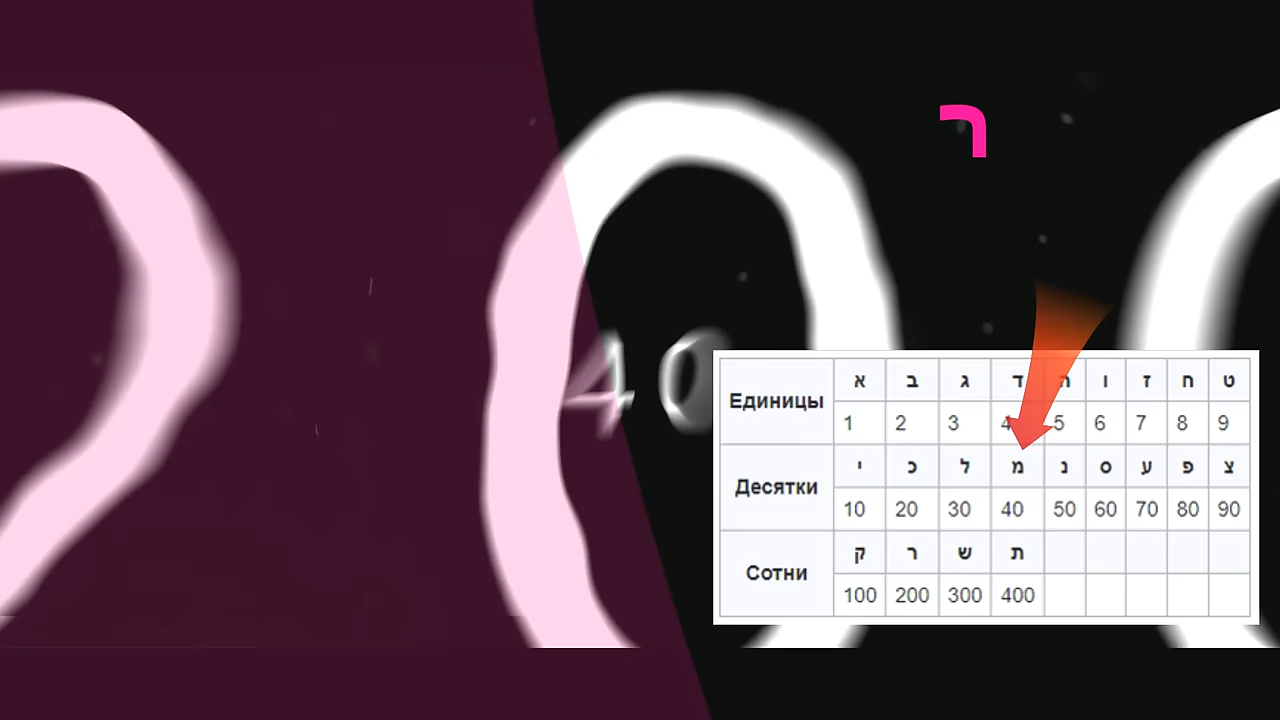 ר
200
40
Единицы א ב ג ד ה ו ז ח ט
1 2 3 4 5 6 7 8 9
Десятки י כ ל מ נ ס ע פ צ
10 20 30 40 50 60 70 80 90
Сотни ק ר ש ת
100 200 300 400